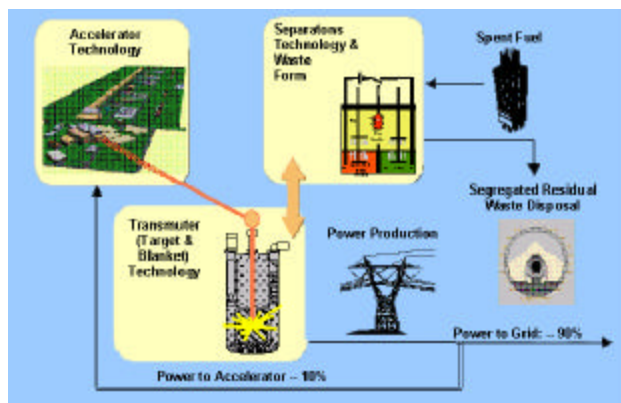 Accelerator
Technology
Separations
Technology &
Waste
Form
Spent Fuel
Segregated Residual
Waste Disposal
Transmuter
(Target &
Blanket)
Technology
Power Production
Power to Grid: -- 90%
Power to Accelerator -- 10%